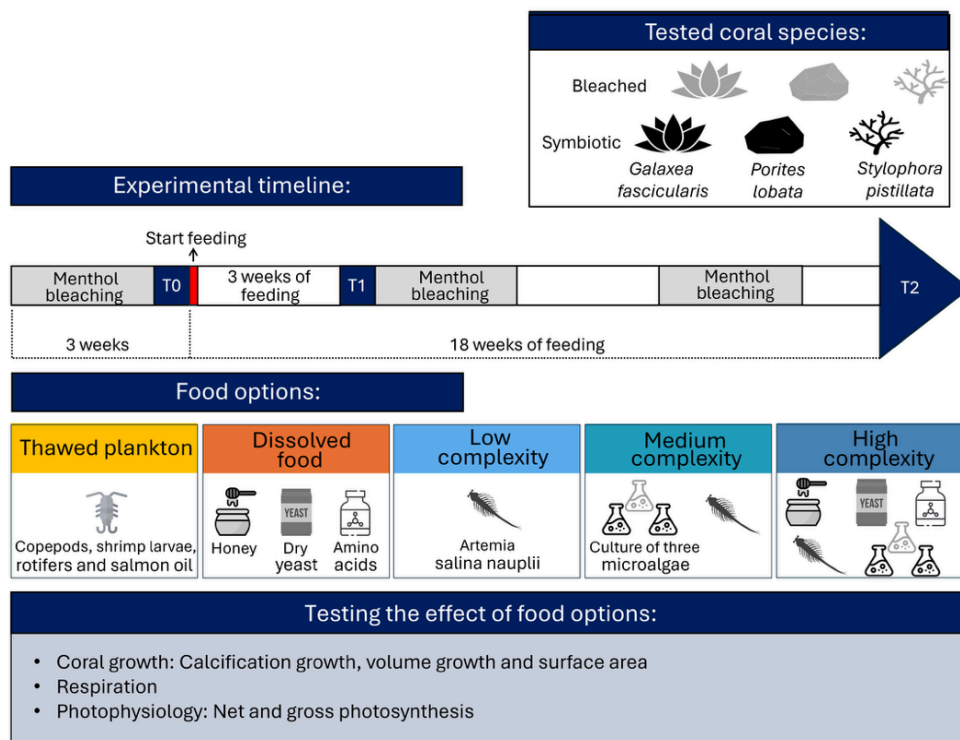 Tested coral species:
Bleached
Symbiotic
Galaxea
fascicularis
Porites
lobata
Stylophora
pistillata
Experimental timeline:
Start feeding
Menthol
bleaching
T0
3 weeks of
feeding
T1
Menthol
bleaching
Menthol
bleaching
T2
3 weeks
18 weeks of feeding
Food options:
Thawed plankton
Copepods, shrimp larvae,
rotifers and salmon oil
Dissolved
food
Honey
YEAST
Dry
yeast
Amino
acids
Low
complexity
Artemia
salina nauplii
Medium
complexity
Culture of three
microalgae
High
complexity
YEAST
Testing the effect of food options:
• Coral growth: Calcification growth, volume growth and surface area
• Respiration
• Photophysiology: Net and gross photosynthesis